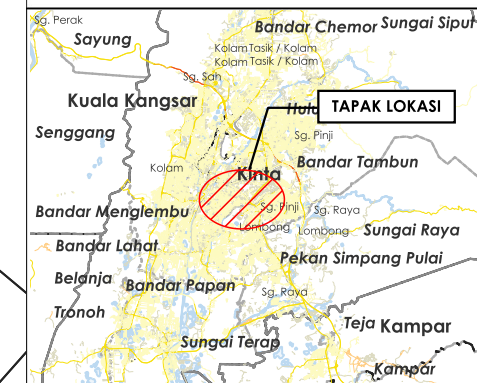 Sg. Perak
Bandar Chemor
Sungai Siput
Sayung
Kolam Tasik / Kolam
Kolam Tasik / Kolam
Sg. Sah
Kuala Kangsar
Hulu
TAPAK LOKASI
Senggang
Sg. Pinji
Kolam
Bandar Tambun
Kinta
Bandar Menglembu
Sg. Pinji
Sg. Raya
Lombong
Lombong
Sungai Raya
Bandar Lahat
Pekan Simpang Pulai
Belanja
Bandar Papan
Sg. Raya
Tronoh
Teja
Kampar
Sungai Terap
Kampar